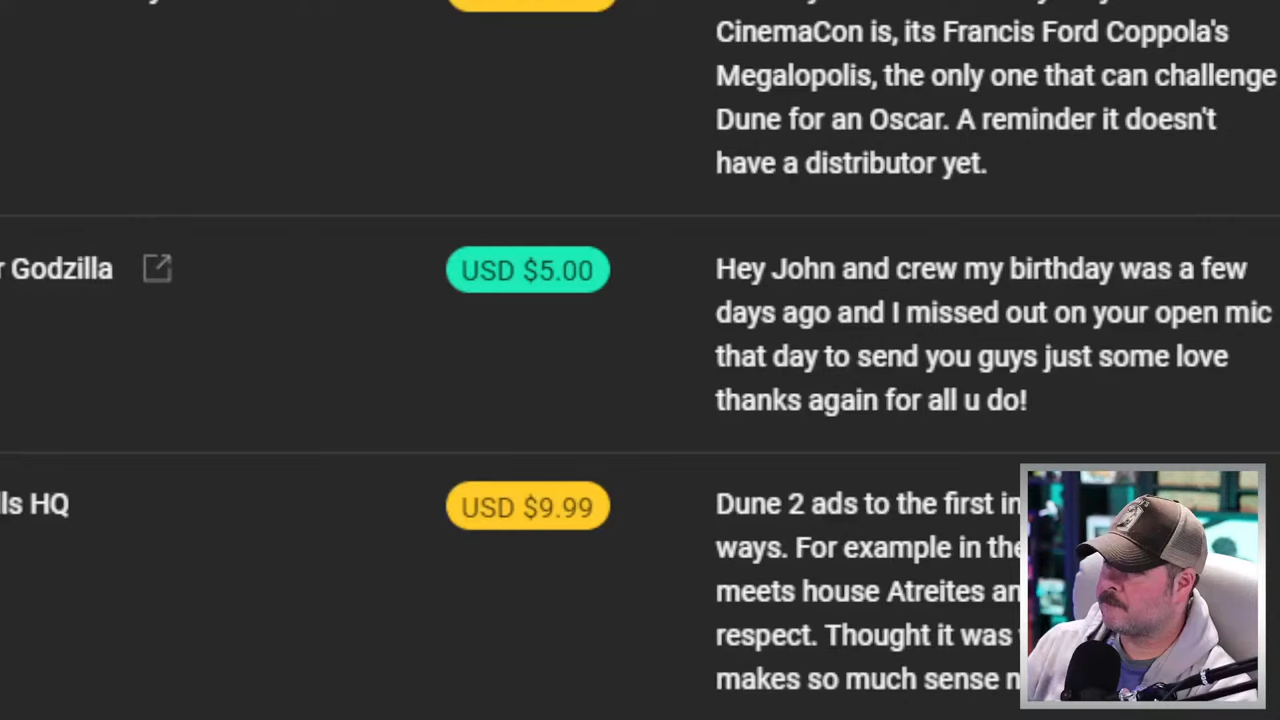 CinemaCon is, its Francis Ford Coppola's
Megalopolis, the only one that can challenge
Dune for an Oscar. A reminder it doesn't
have a distributor yet.
r Godzilla
USD $5.00
Hey John and crew my birthday was a few
days ago and I missed out on your open mic
that day to send you guys just some love
thanks again for all u do!
lls HQ
USD $9.99
Dune 2 ads to the first in
ways. For example in the
meets house Atreites an
respect. Thought it was
makes so much sense n